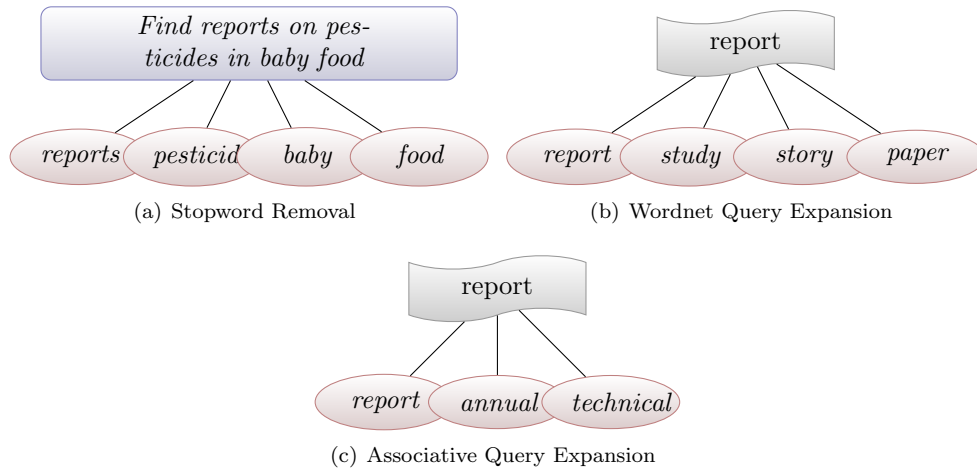 Find reports on pes-
ticides in baby food
reports pesticid baby food
(a) Stopword Removal
report
report study story paper
(b) Wordnet Query Expansion
report
report annual technical
(c) Associative Query Expansion